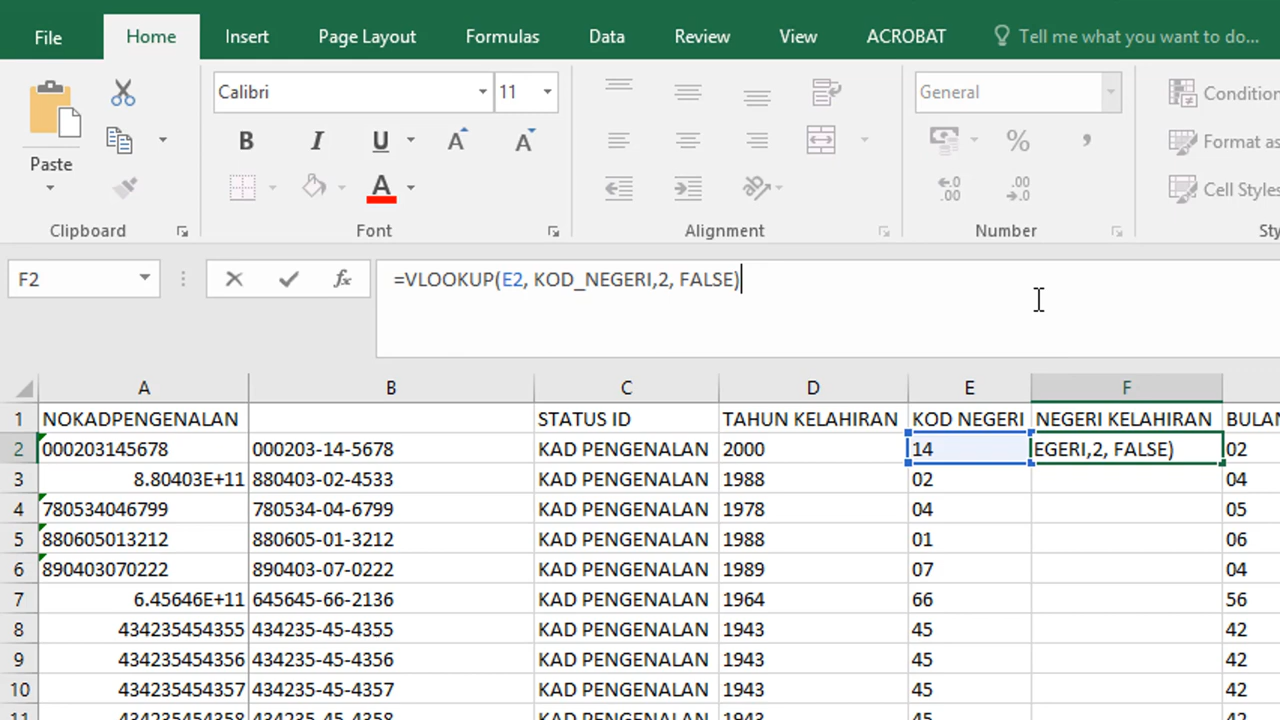 File Home Insert Page Layout Formulas Data Review View ACROBAT Tell me what you want to do...
Calibri 11 General
Paste B I U A A A % , .0 .00
Condition
Format as
Cell Styles
Clipboard Font Alignment Number Sty
F2 fx =VLOOKUP(E2, KOD_NEGERI,2, FALSE)
A B C D E F
1 NOKADPENGENALAN STATUS ID TAHUN KELAHIRAN KOD NEGERI NEGERI KELAHIRAN BULAN
2 000203145678 000203-14-5678 KAD PENGENALAN 2000 14 EGERI,2, FALSE) 02
3 8.80403E+11 880403-02-4533 KAD PENGENALAN 1988 02 04
4 780534046799 780534-04-6799 KAD PENGENALAN 1978 04 05
5 880605013212 880605-01-3212 KAD PENGENALAN 1988 01 06
6 890403070222 890403-07-0222 KAD PENGENALAN 1989 07 04
7 6.45646E+11 645645-66-2136 KAD PENGENALAN 1964 66 56
8 434235454355 434235-45-4355 KAD PENGENALAN 1943 45 42
9 434235454356 434235-45-4356 KAD PENGENALAN 1943 45 42
10 434235454357 434235-45-4357 KAD PENGENALAN 1943 45 42
11 434235454358 434235-45-4358 KAD PENGENALAN 1943 45 42